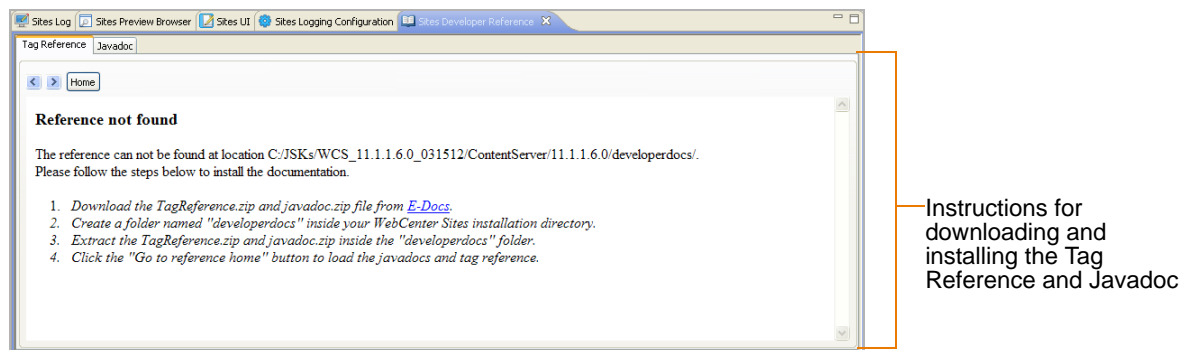 Sites Log Sites Preview Browser Sites UI Sites Logging Configuration Sites Developer Reference
Tag Reference Javadoc
Home
Reference not found
The reference can not be found at location C:/JSKs/WCS_11.1.1.6.0_031512/ContentServer/11.1.1.6.0/developerdocs/.
Please follow the steps below to install the documentation.
1. Download the TagReference.zip and javadoc.zip file from E-Docs.
2. Create a folder named "developerdocs" inside your WebCenter Sites installation directory.
3. Extract the TagReference.zip and javadoc.zip inside the "developerdocs" folder.
4. Click the "Go to reference home" button to load the javadocs and tag reference.
Instructions for
downloading and
installing the Tag
Reference and Javadoc